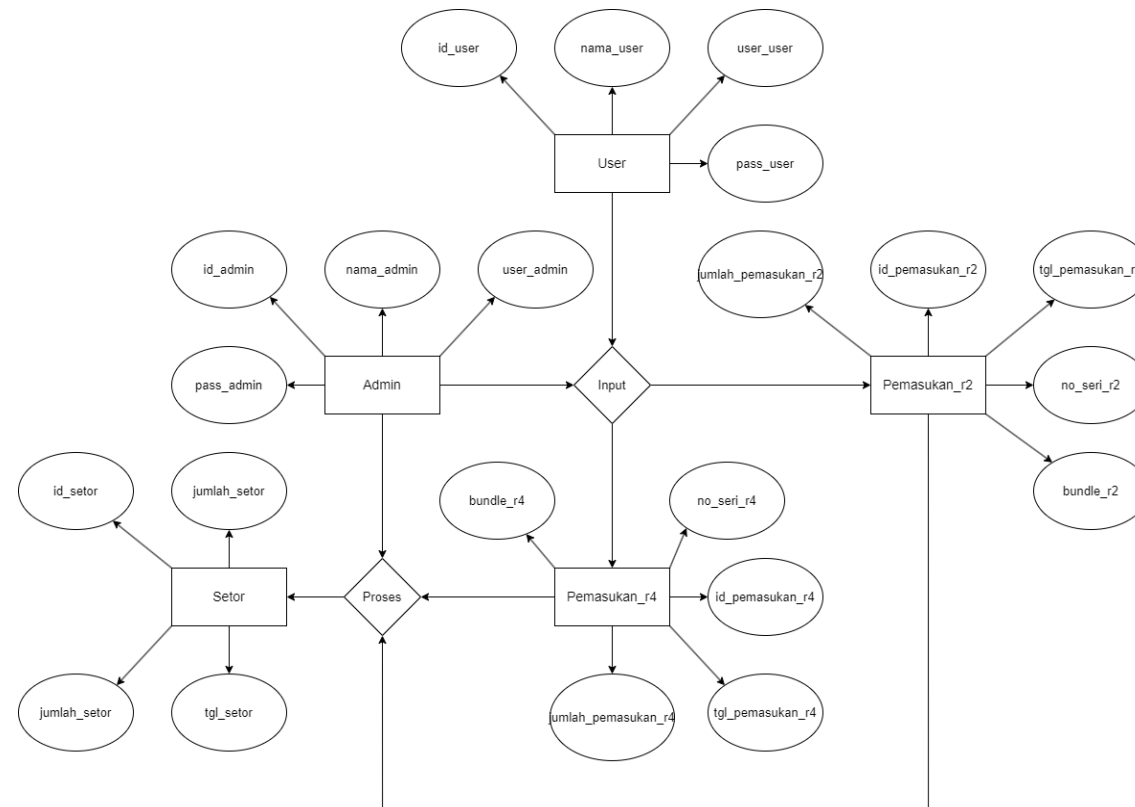 id_user
nama_user
user_user
User
pass_user
id_admin
nama_admin
user_admin
jumlah_pemasukan_r2
id_pemasukan_r2
tgl_pemasukan_r
pass_admin
Admin
Input
Pemasukan_r2
no_seri_r2
id_setor
jumlah_setor
bundle_r4
no_seri_r4
bundle_r2
Setor
Proses
Pemasukan_r4
id_pemasukan_r4
jumlah_setor
tgl_setor
jumlah_pemasukan_r4
tgl_pemasukan_r4